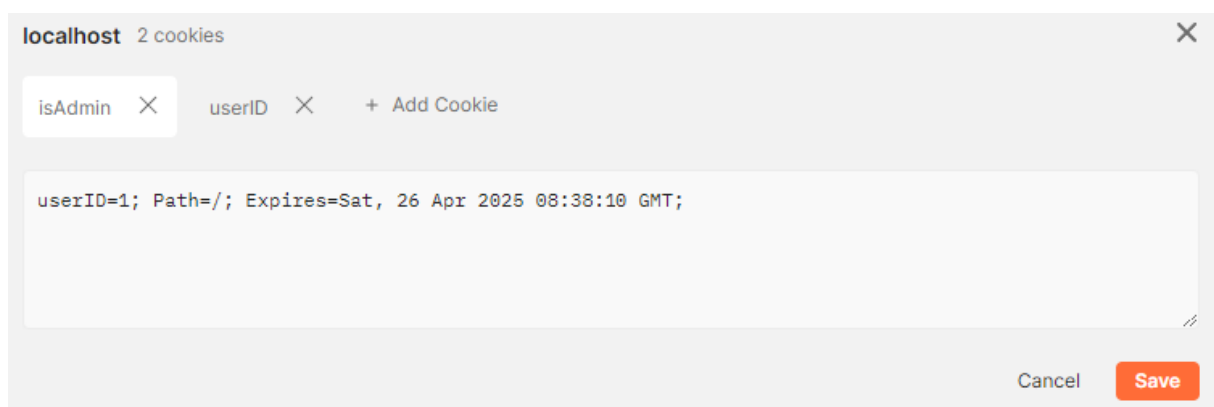 localhost 2 cookies
isAdmin userID + Add Cookie
userID=1; Path=/; Expires=Sat, 26 Apr 2025 08:38:10 GMT;
Cancel Save